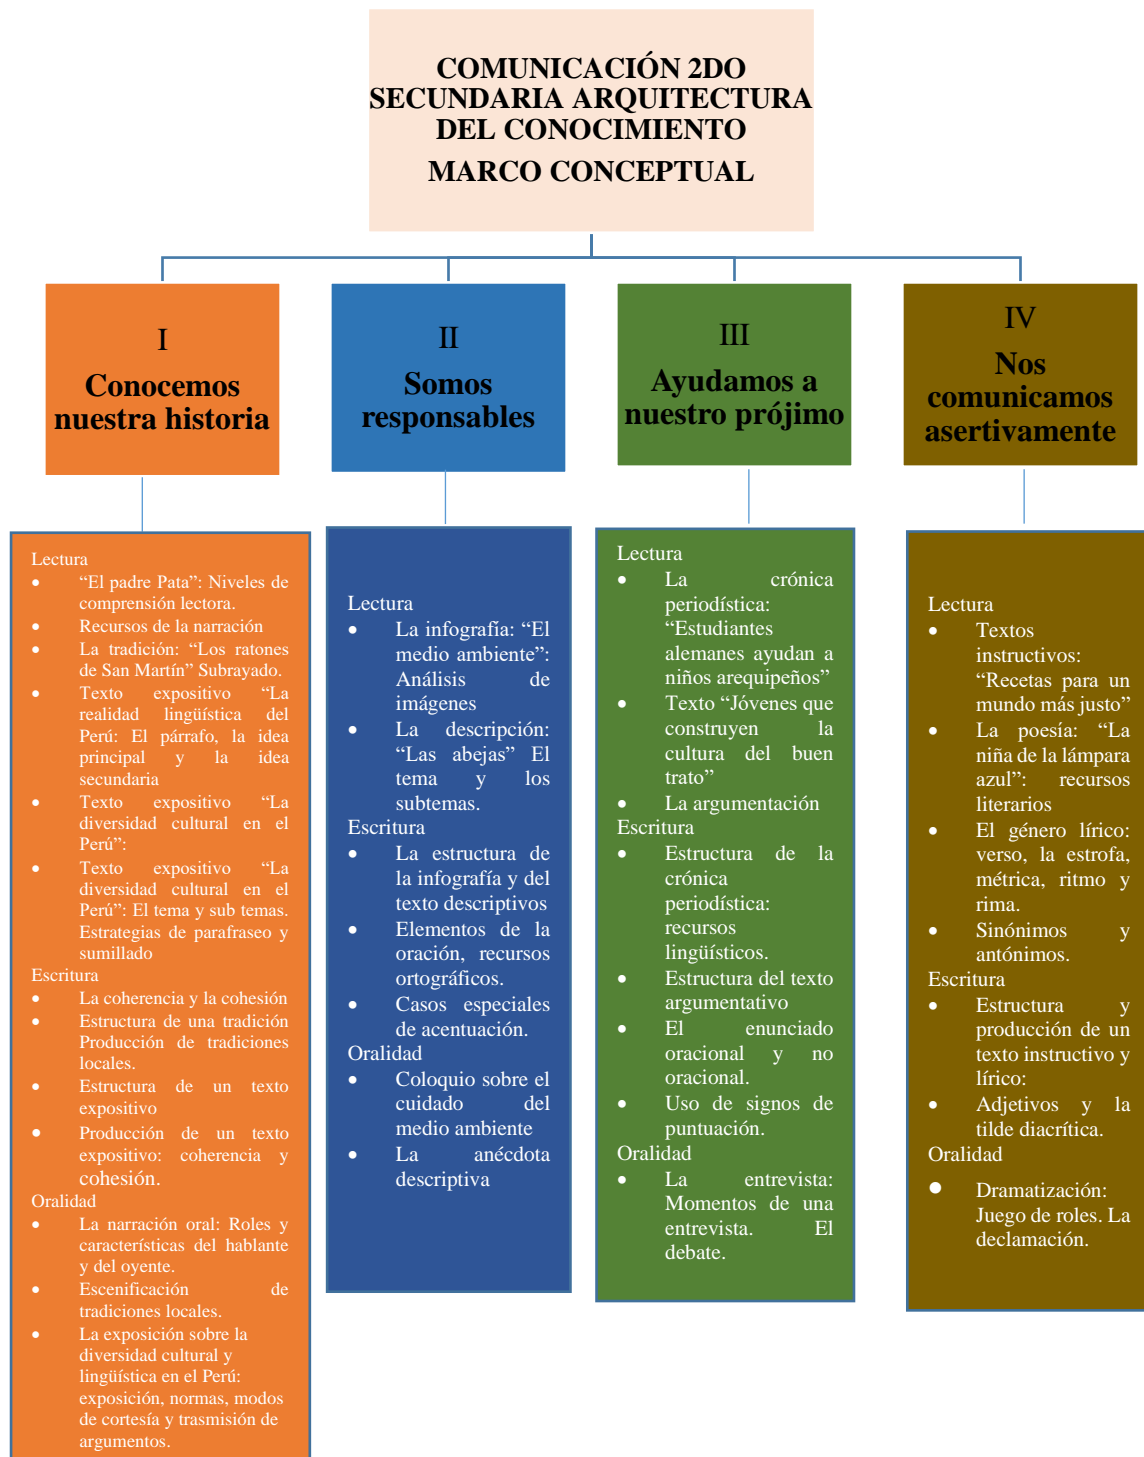 COMUNICACIÓN 2DO
SECUNDARIA ARQUITECTURA
DEL CONOCIMIENTO
MARCO CONCEPTUAL
I
Conocemos
nuestra historia
II
Somos
responsables
III
Ayudamos a
nuestro prójimo
IV
Nos
comunicamos
asertivamente
Lectura
• “El padre Pata”: Niveles de
comprensión lectora.
• Recursos de la narración
• La tradición: “Los ratones
de San Martín” Subrayado.
• Texto expositivo “La
realidad lingüística del
Perú: El párrafo, la idea
principal y la idea
secundaria
• Texto expositivo “La
diversidad cultural en el
Perú”:
• Texto expositivo “La
diversidad cultural en el
Perú”: El tema y sub temas.
Estrategias de parafraseo y
sumillado
Escritura
• La coherencia y la cohesión
• Estructura de una tradición
Producción de tradiciones
locales.
• Estructura de un texto
expositivo
• Producción de un texto
expositivo: coherencia y
cohesión.
Oralidad
• La narración oral: Roles y
características del hablante
y del oyente.
• Escenificación de
tradiciones locales.
• La exposición sobre la
diversidad cultural y
lingüística en el Perú:
exposición, normas, modos
de cortesía y trasmisión de
argumentos.
Lectura
• La infografía: “El
medio ambiente”:
Análisis de
imágenes
• La descripción:
“Las abejas” El
tema y los
subtemas.
Escritura
• La estructura de
la infografía y del
texto descriptivos
• Elementos de la
oración, recursos
ortográficos.
• Casos especiales
de acentuación.
Oralidad
• Coloquio sobre el
cuidado del
medio ambiente
• La anécdota
descriptiva
Lectura
• La crónica
periodística:
“Estudiantes
alemanes ayudan a
niños arequipeños”
• Texto “Jóvenes que
construyen la
cultura del buen
trato”
• La argumentación
Escritura
• Estructura de la
crónica
periodística:
recursos
lingüísticos.
• Estructura del texto
argumentativo
• El enunciado
oracional y no
oracional.
• Uso de signos de
puntuación.
Oralidad
• La entrevista:
Momentos de una
entrevista. El
debate.
Lectura
• Textos
instructivos:
“Recetas para un
mundo más justo”
• La poesía: “La
niña de la lámpara
azul”: recursos
literarios
• El género lírico:
verso, la estrofa,
métrica, ritmo y
rima.
• Sinónimos y
antónimos.
Escritura
• Estructura y
producción de un
texto instructivo y
lírico:
• Adjetivos y la
tilde diacrítica.
Oralidad
• Dramatización:
Juego de roles. La
declamación.